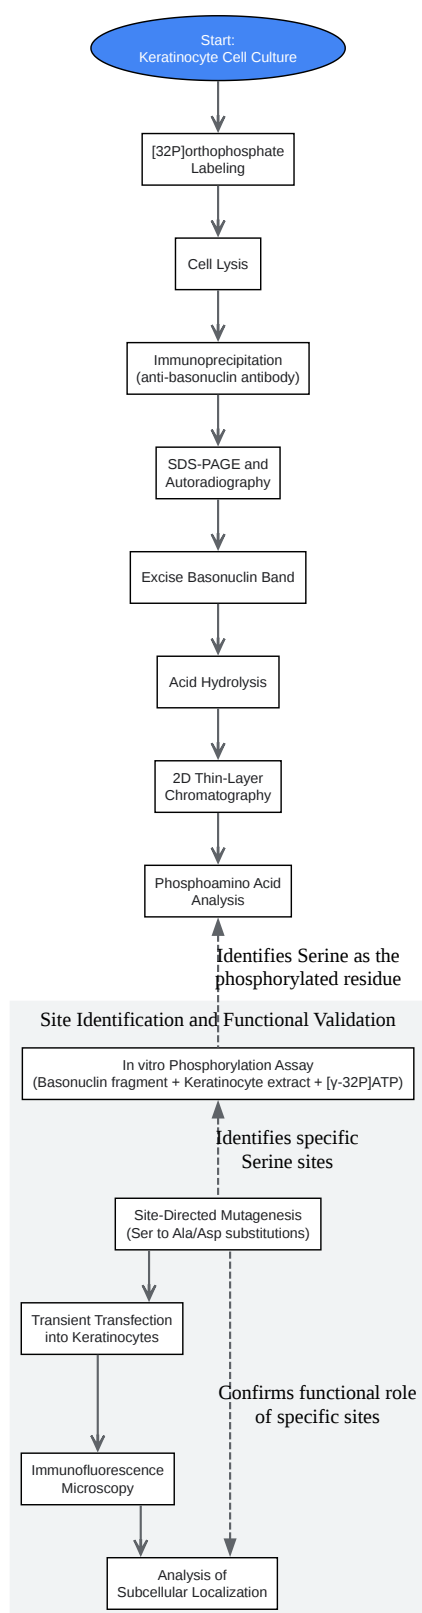 Start:
Keratinocyte Cell Culture
[32P]orthophosphate
Labeling
Cell Lysis
Immunoprecipitation
(anti-basonuclin antibody)
SDS-PAGE and
Autoradiography
Excise Basonuclin Band
Acid Hydrolysis
2D Thin-Layer
Chromatography
Phosphoamino Acid
Analysis
Identifies Serine as the
phosphorylated residue
Site Identification and Functional Validation
In vitro Phosphorylation Assay
(Basonuclin fragment + Keratinocyte extract + [γ-32P]ATP)
Identifies specific
Serine sites
Site-Directed Mutagenesis
(Ser to Ala/Asp substitutions)
Transient Transfection
into Keratinocytes
Confirms functional role
of specific sites
Immunofluorescence
Microscopy
Analysis of
Subcellular Localization